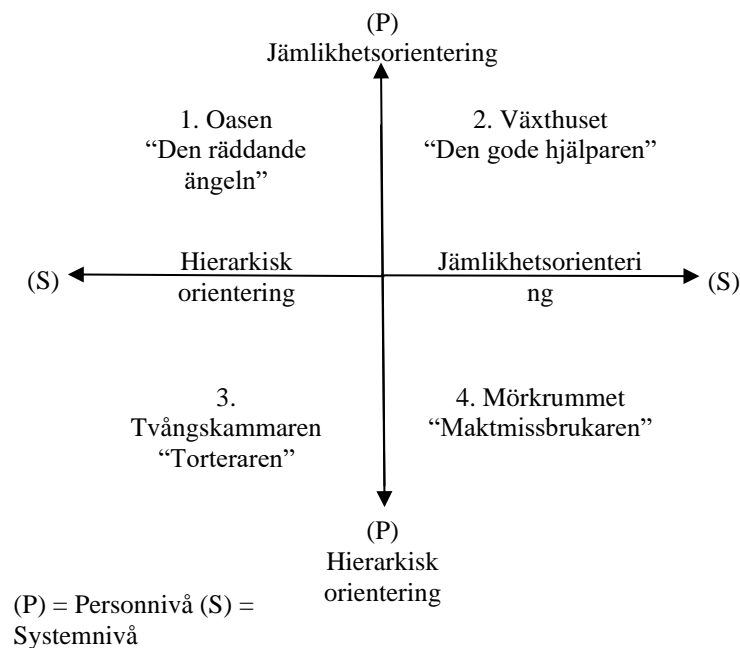 (P)
Jämlikhetsorientering
1. Oasen
“Den räddande
ängeln”
2. Växthuset
“Den gode hjälparen”
(S)
Hierarkisk
orientering
Jämlikhetsorienteri
ng
(S)
3.
Tvångskammaren
“Torteraren”
4. Mörkrummet
“Maktmissbrukaren”
(P)
Hierarkisk
orientering
(P) = Personnivå (S) =
Systemnivå